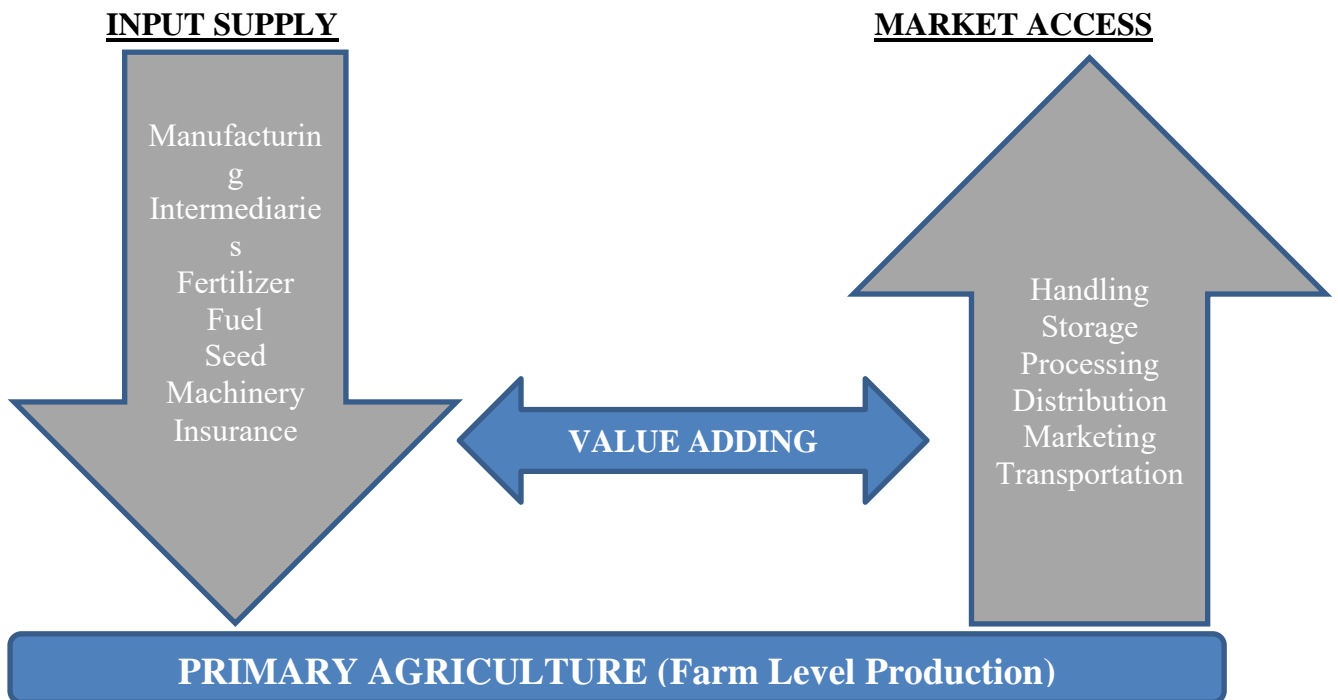 INPUT SUPPLY
MARKET ACCESS
Manufacturin
g
Intermediarie
s
Fertilizer
Fuel
Seed
Machinery
Insurance
VALUE ADDING
Handling
Storage
Processing
Distribution
Marketing
Transportation
PRIMARY AGRICULTURE (Farm Level Production)